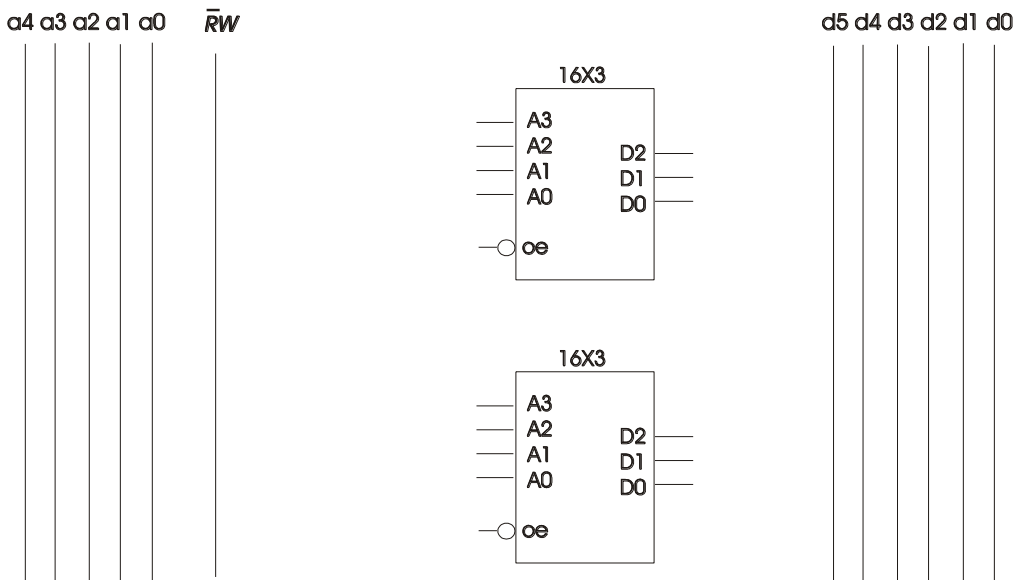 a4 a3 a2 a1 a0 R̅W d5 d4 d3 d2 d1 d0
16X3
A3
A2
D2
A1
D1
A0
D0
oe
16X3
A3
A2
D2
A1
D1
A0
D0
oe